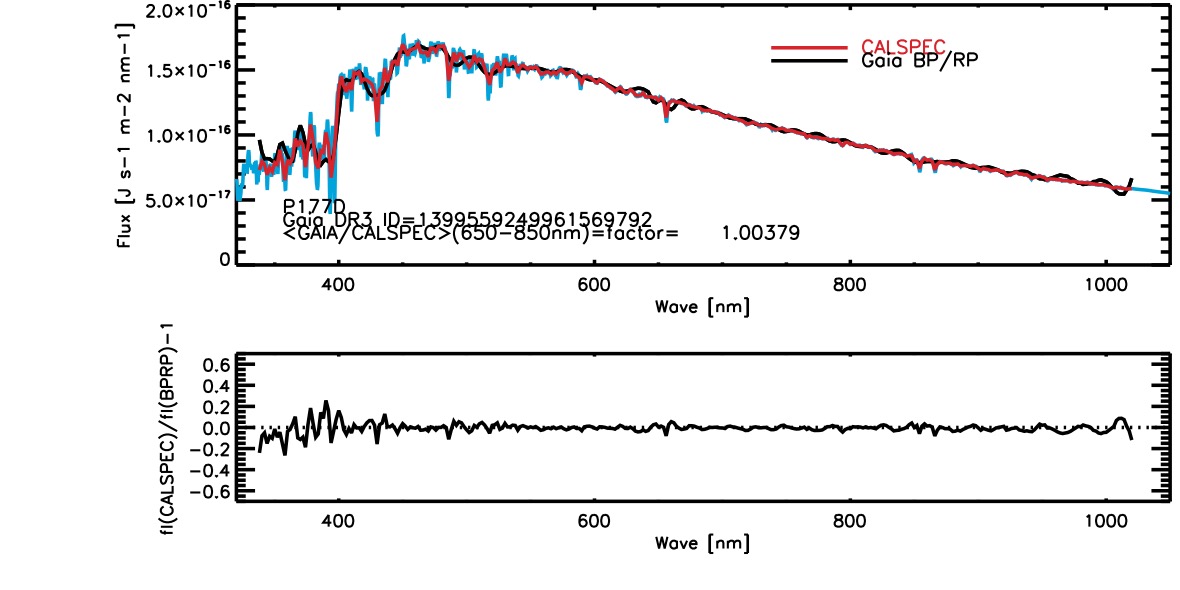 2.0×10−16
1.5×10−16
1.0×10−16
5.0×10−17
0
Flux [J s−1 m−2 nm−1]
CALSPEC
Gaia BP/RP
P177D
Gaia DR3 ID=1399559249961569792
<GAIA/CALSPEC>(650−850nm)=factor= 1.00379
400 600 800 1000
Wave [nm]
fl(CALSPEC)/fl(BPRP)−1
0.6
0.4
0.2
0.0
−0.2
−0.4
−0.6
400 600 800 1000
Wave [nm]